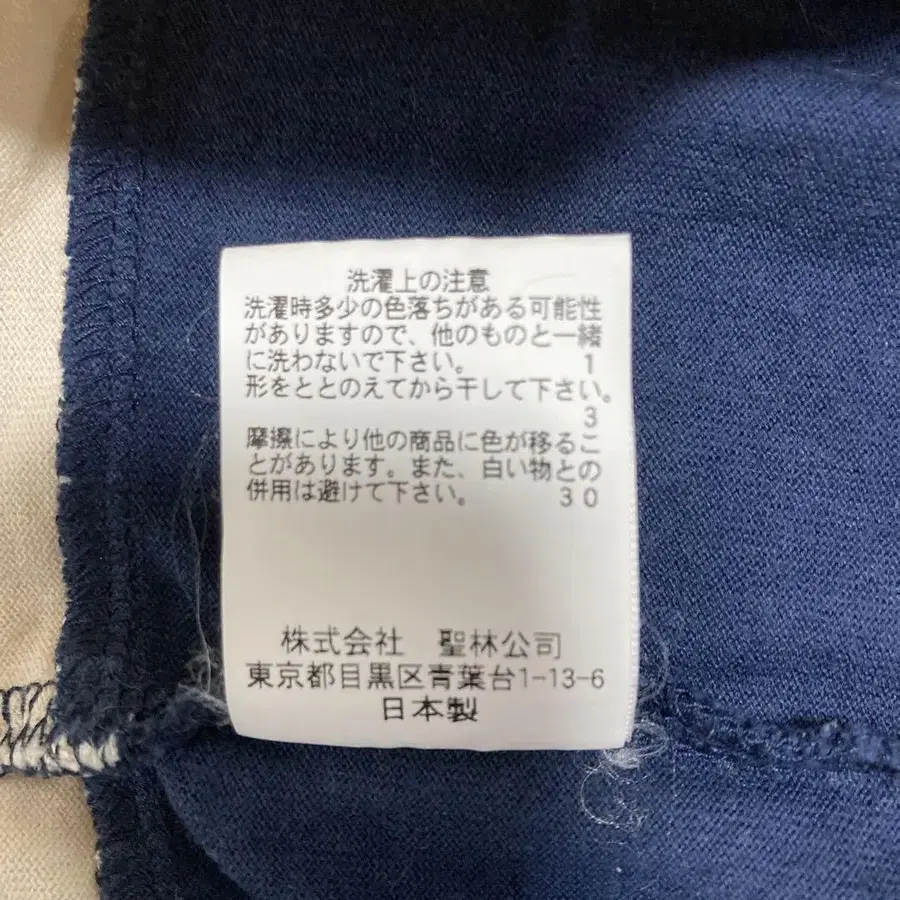 洗濯上の注意
洗濯時多少の色落ちがある可能性
がありますので、他のものと一緒
に洗わないで下さい。 1
形をととのえてから干して下さい。
3
摩擦により他の商品に色が移るこ
とがあります。また、白い物との
併用は避けて下さい。 30
株式会社 聖林公司
東京都目黒区青葉台1-13-6
日本製